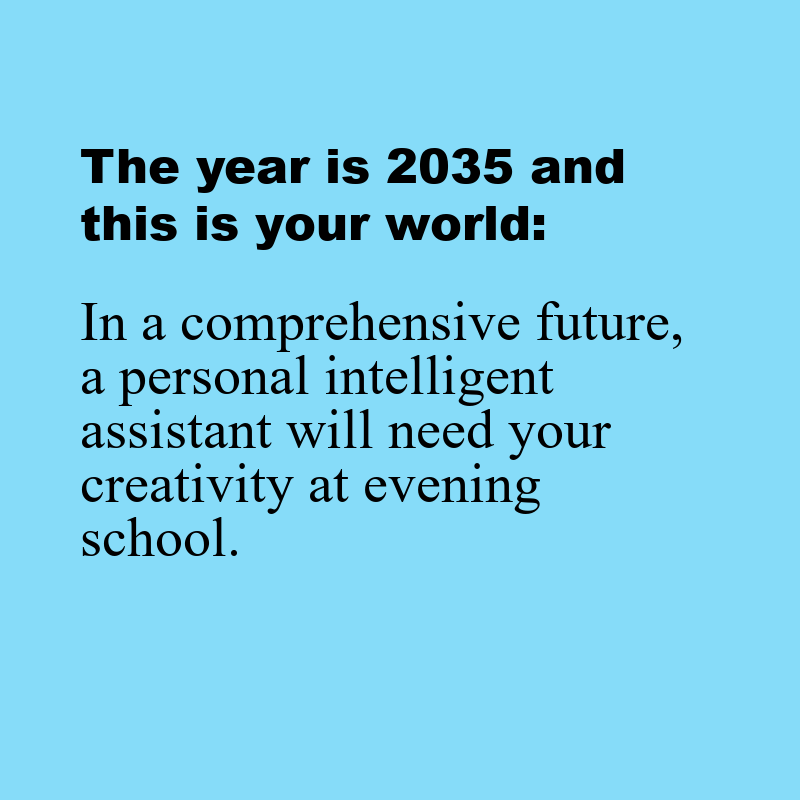 The year is 2035 and
this is your world:
In a comprehensive future,
a personal intelligent
assistant will need your
creativity at evening
school.